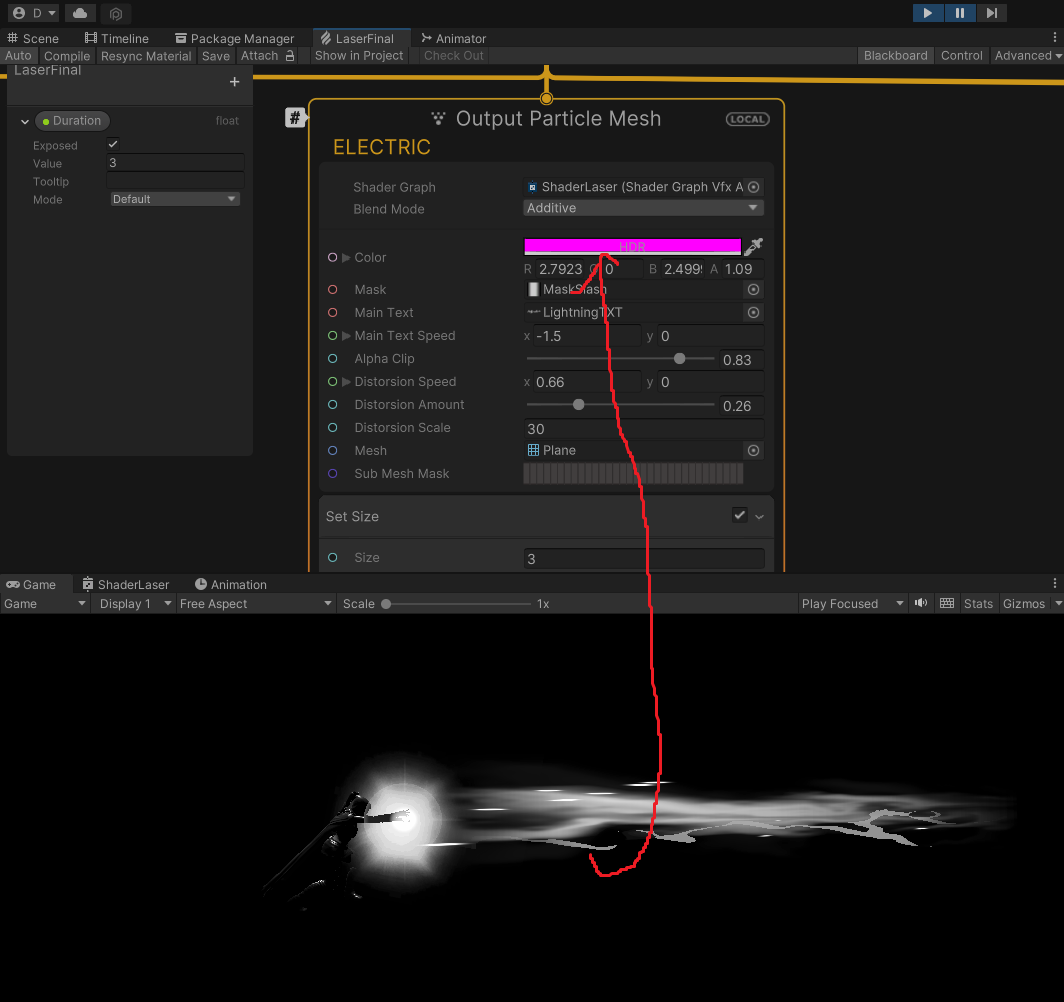 D
Scene Timeline Package Manager LaserFinal Animator
Auto Compile Resync Material Save Attach Show in Project Check Out Blackboard Control Advanced
LaserFinal
+
Duration float
Exposed
Value 3
Tooltip
Mode Default
#
Output Particle Mesh LOCAL
ELECTRIC
Shader Graph ShaderLaser (Shader Graph Vfx A
Blend Mode Additive
HDR
Color
R 2.7923 G 0 B 2.499 A 1.09
Mask MaskSlash
Main Text LightningTXT
Main Text Speed x -1.5 y 0
Alpha Clip 0.83
Distorsion Speed x 0.66 y 0
Distorsion Amount 0.26
Distorsion Scale 30
Mesh Plane
Sub Mesh Mask
Set Size
Size 3
Game ShaderLaser Animation
Game Display 1 Free Aspect Scale 1x Play Focused Stats Gizmos